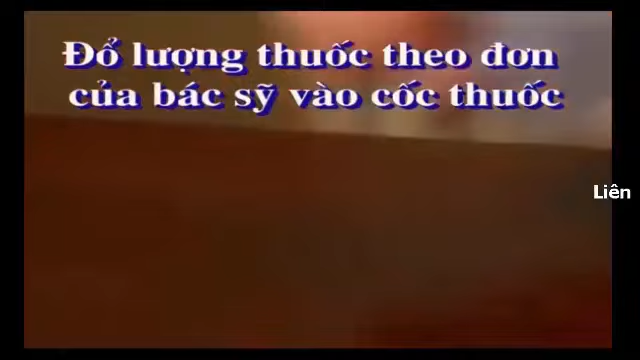 Đổ lượng thuốc theo đơn
của bác sỹ vào cốc thuốc
Liên